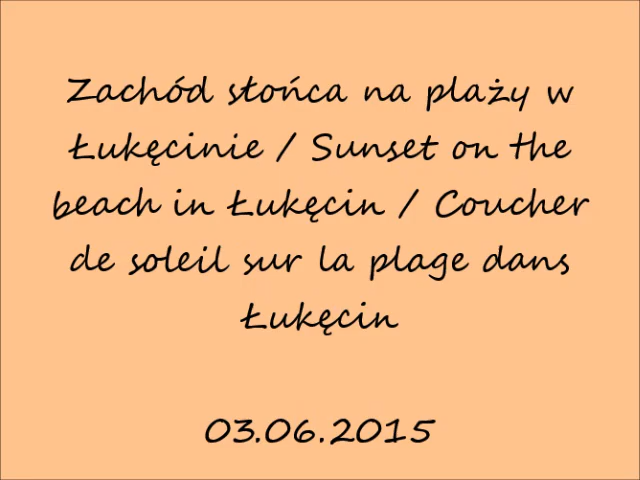 Zachód słońca na plaży w
Łukęcinie / Sunset on the
beach in Łukęcin / Coucher
de soleil sur la plage dans
Łukęcin
03.06.2015